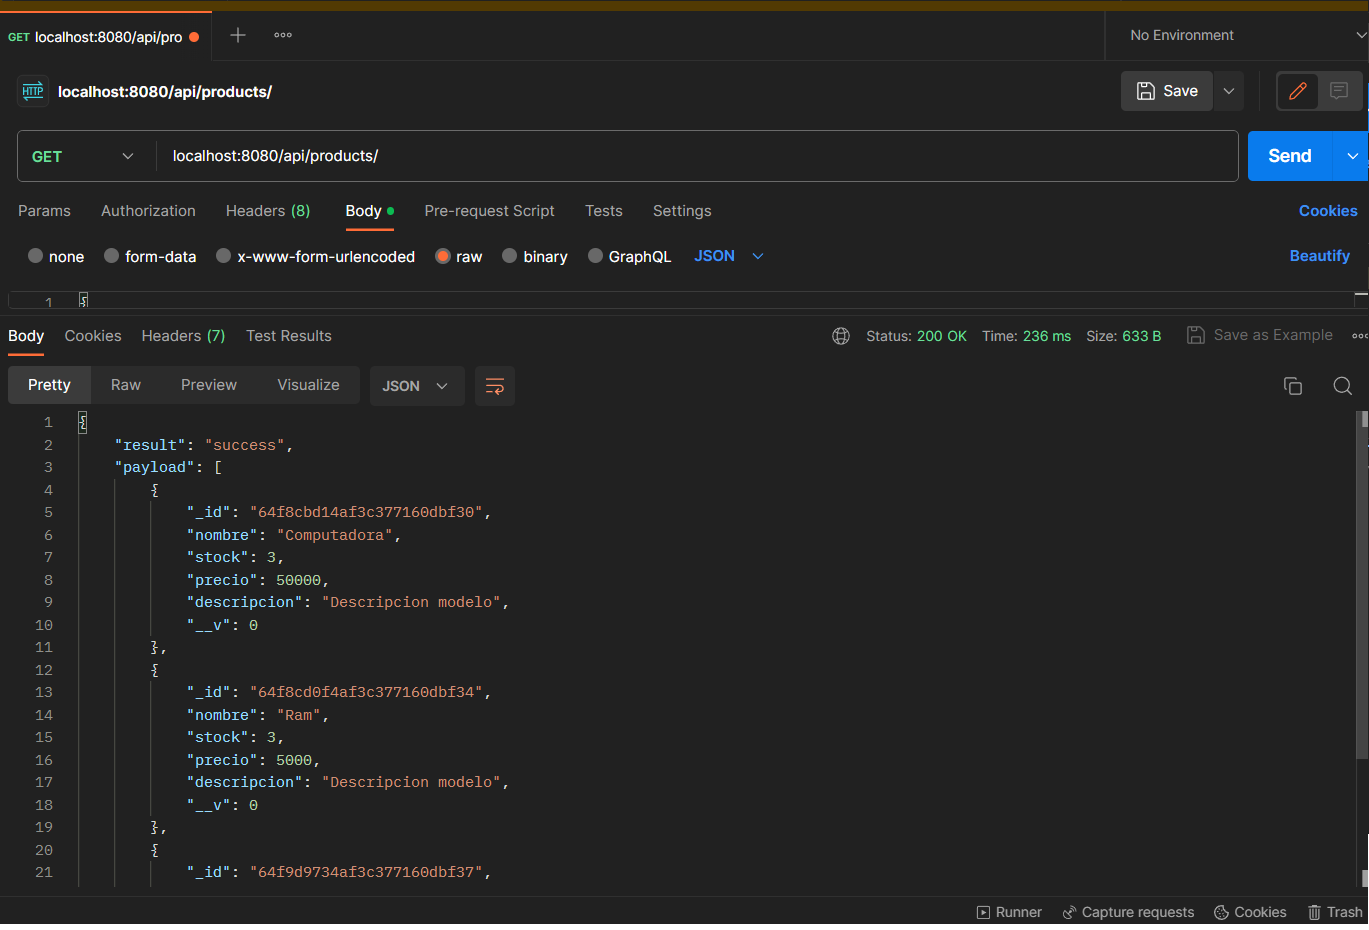 GET localhost:8080/api/pro
No Environment
HTTP localhost:8080/api/products/
Save
GET localhost:8080/api/products/
Send
Params Authorization Headers (8) Body Pre-request Script Tests Settings Cookies
none form-data x-www-form-urlencoded raw binary GraphQL JSON Beautify
1 {
Body Cookies Headers (7) Test Results Status: 200 OK Time: 236 ms Size: 633 B Save as Example
Pretty Raw Preview Visualize JSON
1 {
2 "result": "success",
3 "payload": [
4 {
5 "_id": "64f8cbd14af3c377160dbf30",
6 "nombre": "Computadora",
7 "stock": 3,
8 "precio": 50000,
9 "descripcion": "Descripcion modelo",
10 "__v": 0
11 },
12 {
13 "_id": "64f8cd0f4af3c377160dbf34",
14 "nombre": "Ram",
15 "stock": 3,
16 "precio": 5000,
17 "descripcion": "Descripcion modelo",
18 "__v": 0
19 },
20 {
21 "_id": "64f9d9734af3c377160dbf37",
Runner Capture requests Cookies Trash